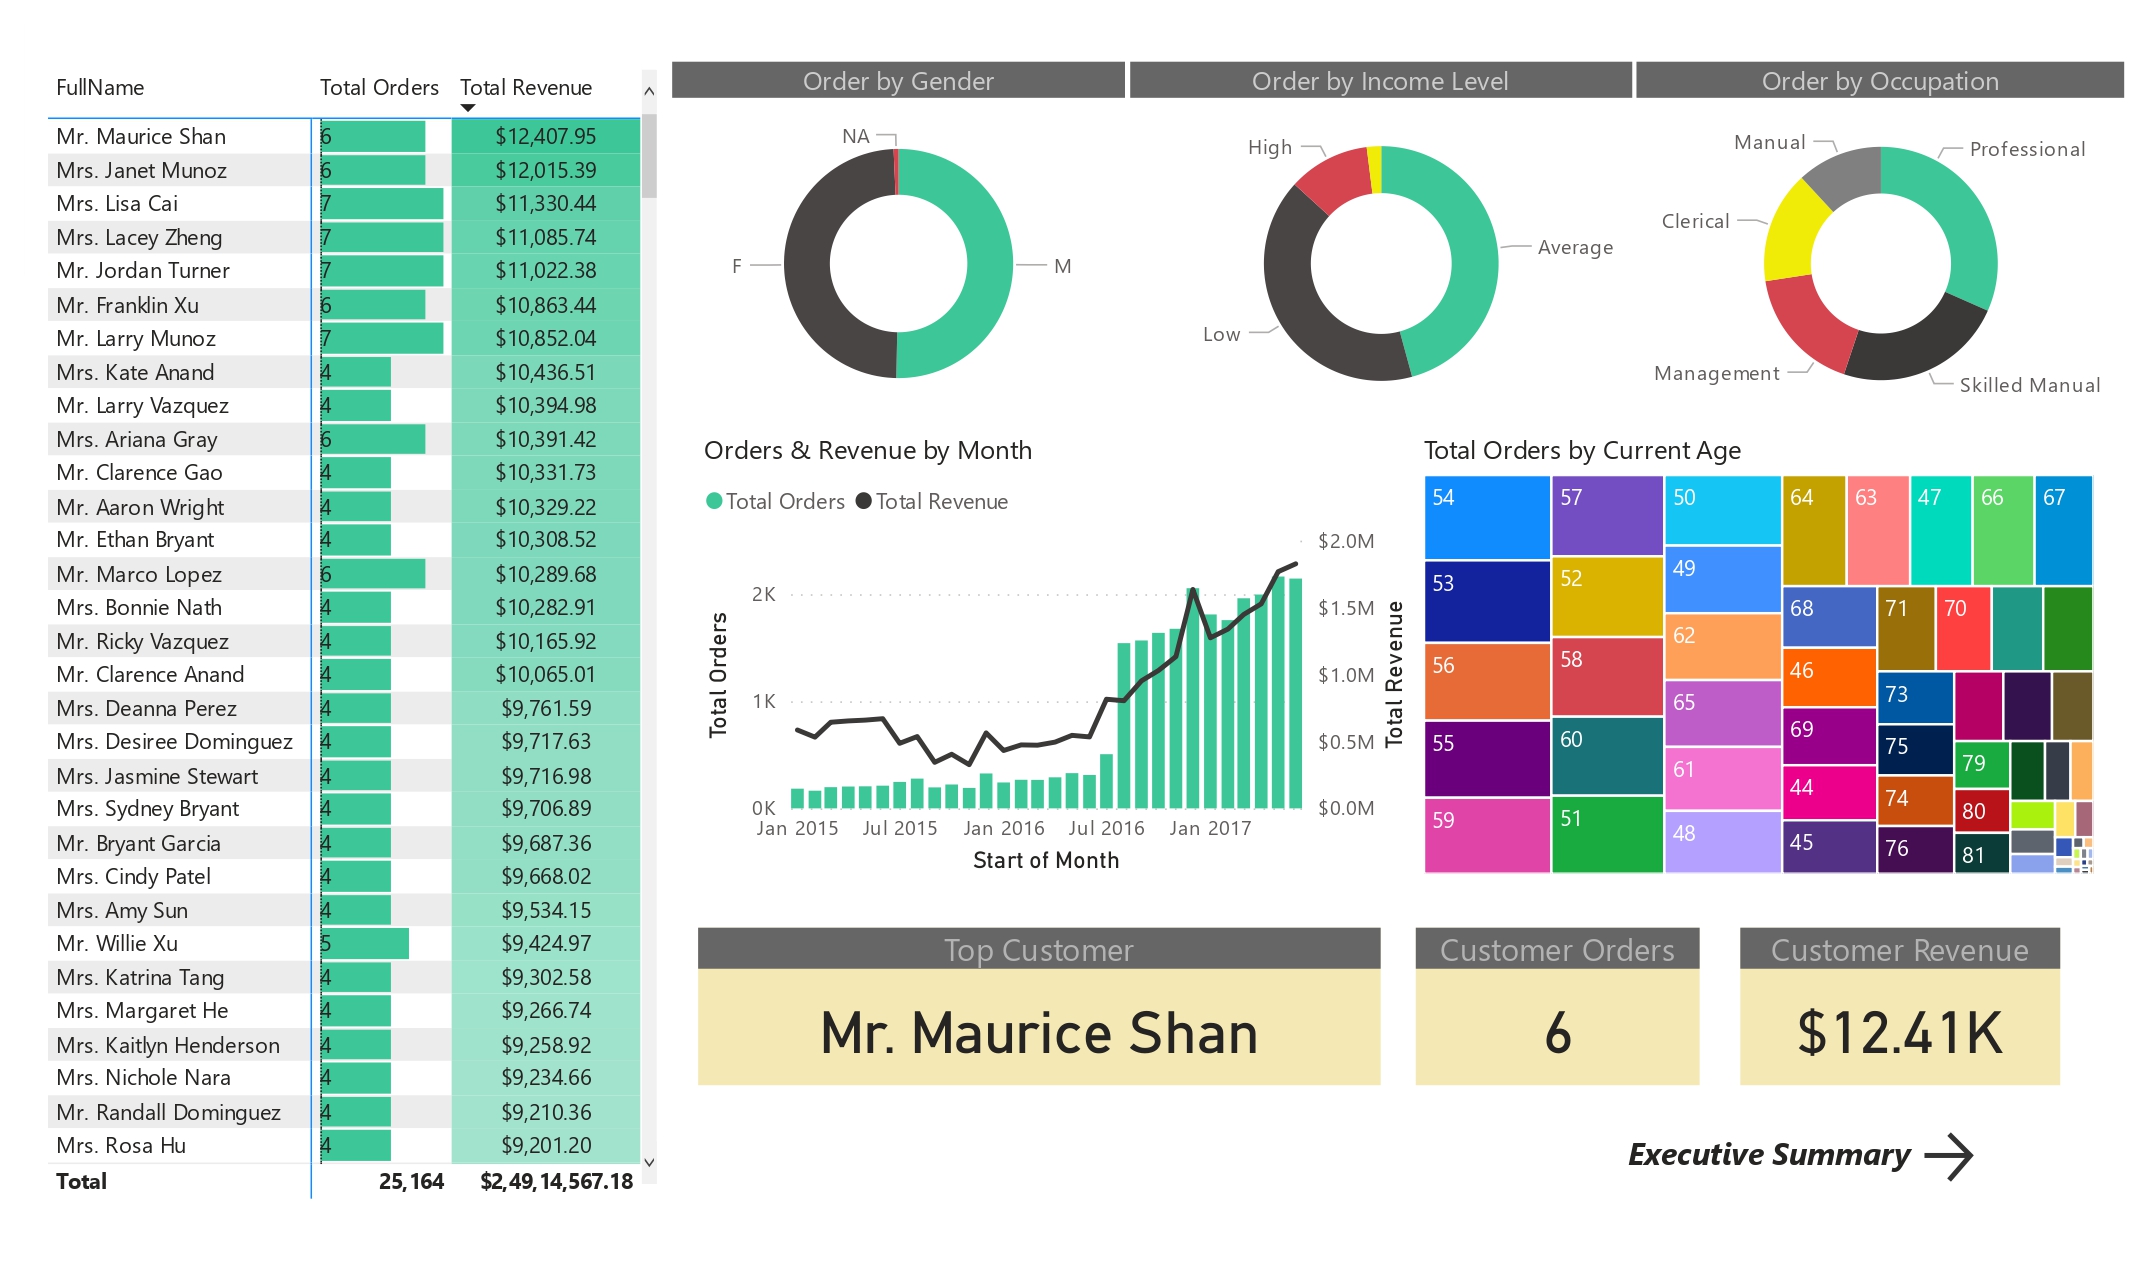 FullName Total Orders Total Revenue
Mr. Maurice Shan 6 $12,407.95
Mrs. Janet Munoz 6 $12,015.39
Mrs. Lisa Cai 7 $11,330.44
Mrs. Lacey Zheng 7 $11,085.74
Mr. Jordan Turner 7 $11,022.38
Mr. Franklin Xu 6 $10,863.44
Mr. Larry Munoz 7 $10,852.04
Mrs. Kate Anand 4 $10,436.51
Mr. Larry Vazquez 4 $10,394.98
Mrs. Ariana Gray 6 $10,391.42
Mr. Clarence Gao 4 $10,331.73
Mr. Aaron Wright 4 $10,329.22
Mr. Ethan Bryant 4 $10,308.52
Mr. Marco Lopez 6 $10,289.68
Mrs. Bonnie Nath 4 $10,282.91
Mr. Ricky Vazquez 4 $10,165.92
Mr. Clarence Anand 4 $10,065.01
Mrs. Deanna Perez 4 $9,761.59
Mrs. Desiree Dominguez 4 $9,717.63
Mrs. Jasmine Stewart 4 $9,716.98
Mrs. Sydney Bryant 4 $9,706.89
Mr. Bryant Garcia 4 $9,687.36
Mrs. Cindy Patel 4 $9,668.02
Mrs. Amy Sun 4 $9,534.15
Mr. Willie Xu 5 $9,424.97
Mrs. Katrina Tang 4 $9,302.58
Mrs. Margaret He 4 $9,266.74
Mrs. Kaitlyn Henderson 4 $9,258.92
Mrs. Nichole Nara 4 $9,234.66
Mr. Randall Dominguez 4 $9,210.36
Mrs. Rosa Hu 4 $9,201.20
Total 25,164 $2,49,14,567.18
Order by Gender
NA
F
M
Order by Income Level
High
Average
Low
Order by Occupation
Manual
Professional
Clerical
Management
Skilled Manual
Orders & Revenue by Month
Total Orders Total Revenue
Total Orders
2K
1K
0K
$2.0M
$1.5M
$1.0M
$0.5M
$0.0M
Total Revenue
Jan 2015 Jul 2015 Jan 2016 Jul 2016 Jan 2017
Start of Month
Total Orders by Current Age
54
53
56
55
59
57
52
58
60
51
50
49
62
65
61
48
64
63
47
66
67
68
46
69
44
45
71
70
73
75
74
76
79
80
81
Top Customer
Mr. Maurice Shan
Customer Orders
6
Customer Revenue
$12.41K
Executive Summary